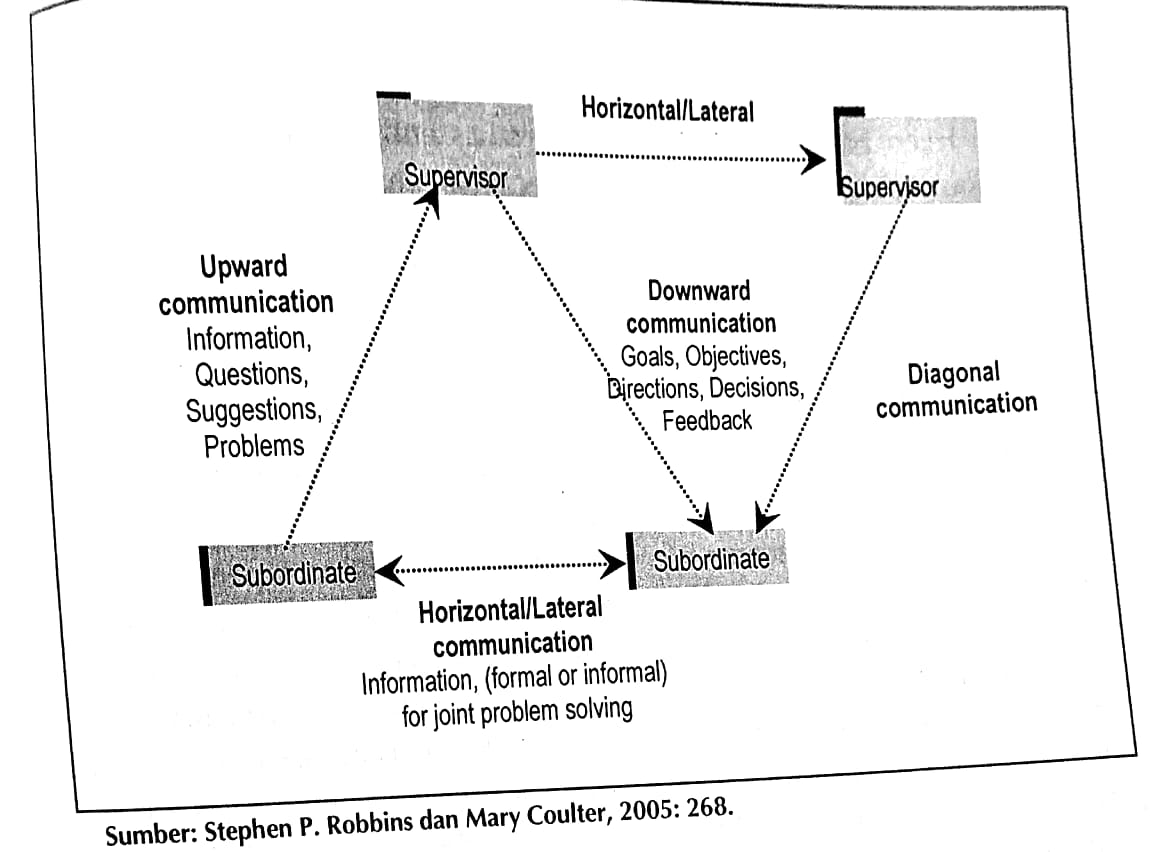 Horizontal/Lateral
Supervisor
Supervisor
Upward
communication
Information,
Questions,
Suggestions,
Problems
Downward
communication
Goals, Objectives,
Directions, Decisions,
Feedback
Diagonal
communication
Subordinate
Subordinate
Horizontal/Lateral
communication
Information, (formal or informal)
for joint problem solving
Sumber: Stephen P. Robbins dan Mary Coulter, 2005: 268.